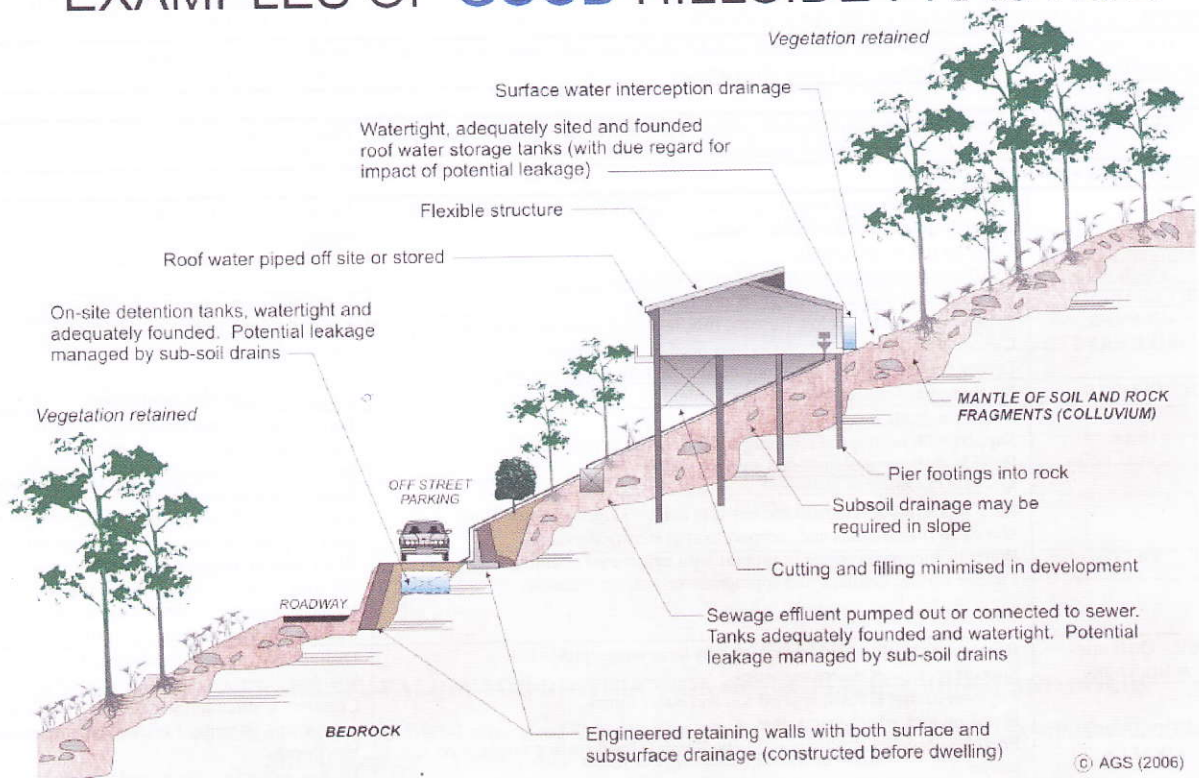 EXAMPLES OF GOOD HILLSIDE
Vegetation retained
Surface water interception drainage
Watertight, adequately sited and founded
roof water storage tanks (with due regard for
impact of potential leakage)
Flexible structure
Roof water piped off site or stored
On-site detention tanks, watertight and
adequately founded. Potential leakage
managed by sub-soil drains
Vegetation retained
MANTLE OF SOIL AND ROCK
FRAGMENTS (COLLUVIUM)
OFF STREET
PARKING
Pier footings into rock
Subsoil drainage may be
required in slope
Cutting and filling minimised in development
ROADWAY
Sewage effluent pumped out or connected to sewer.
Tanks adequately founded and watertight. Potential
leakage managed by sub-soil drains
BEDROCK
Engineered retaining walls with both surface and
subsurface drainage (constructed before dwelling)
© AGS (2006)